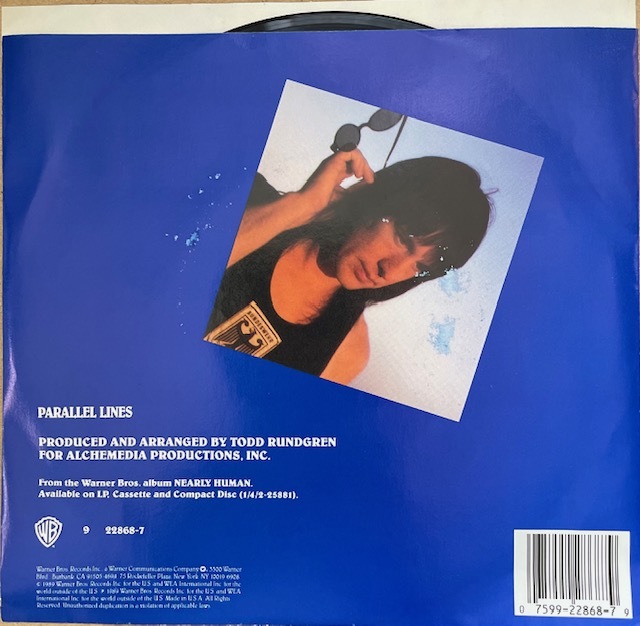 PARALLEL LINES
PRODUCED AND ARRANGED BY TODD RUNDGREN
FOR ALCHEMEDIA PRODUCTIONS, INC.
From the Warner Bros. album NEARLY HUMAN.
Available on LP, Cassette and Compact Disc (1/4/2-25881).
WB 9 22868-7
Warner Bros. Records Inc., a Warner Communications Company, 3300 Warner
Blvd., Burbank, CA 91505-4694 75 Rockefeller Plaza, New York, NY 10019-6908
© 1989 Warner Bros. Records Inc. for the U.S. and WEA International Inc. for the
world outside of the U.S. ℗ 1989 Warner Bros. Records Inc. for the U.S. and WEA
International Inc. for the world outside of the U.S. Made in U.S.A. All Rights
Reserved. Unauthorized duplication is a violation of applicable laws.
0 7599-22868-7 9